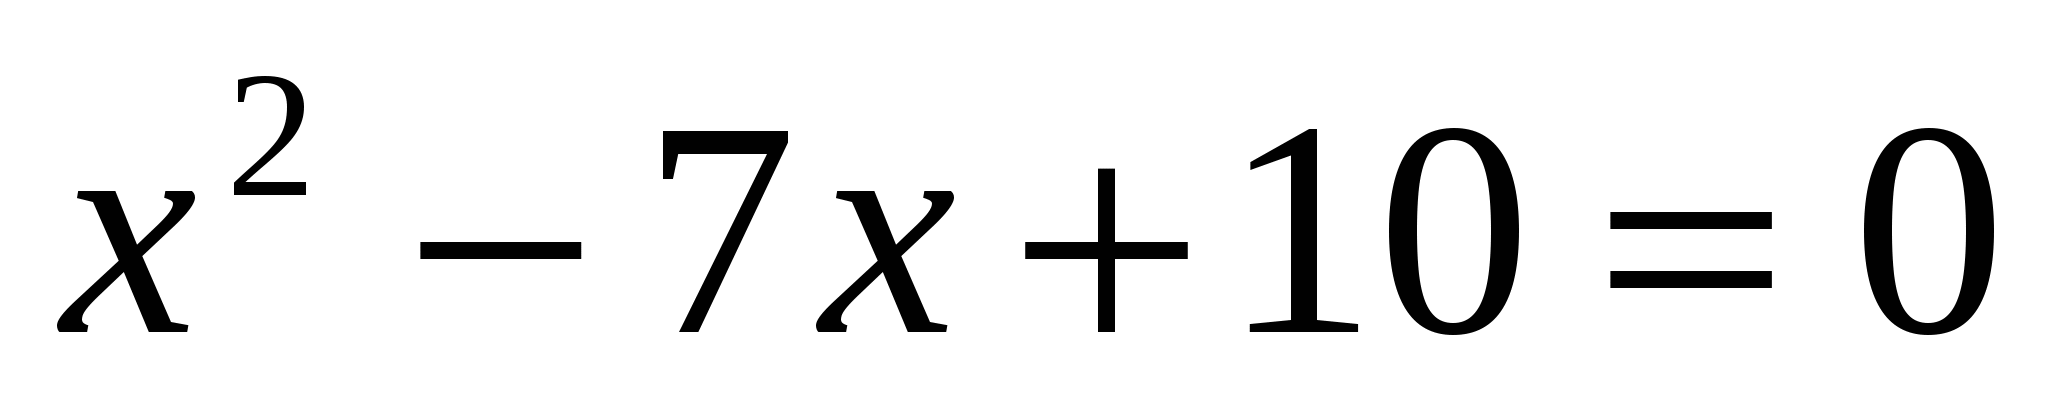 x² − 7x + 10 = 0